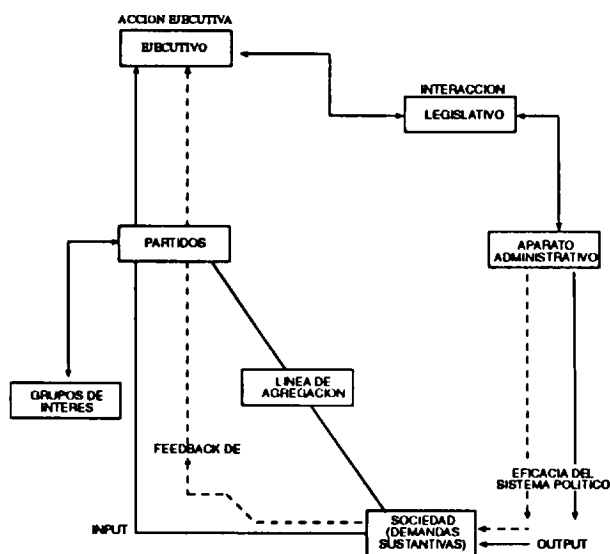 ACCION EJECUTIVA
EJECUTIVO
INTERACCION
LEGISLATIVO
PARTIDOS
APARATO
ADMINISTRATIVO
LINEA DE
AGREGACION
GRUPOS DE
INTERES
FEEDBACK DE
EFICACIA DEL
SISTEMA POLITICO
INPUT
SOCIEDAD
(DEMANDAS
SUSTANTIVAS)
OUTPUT